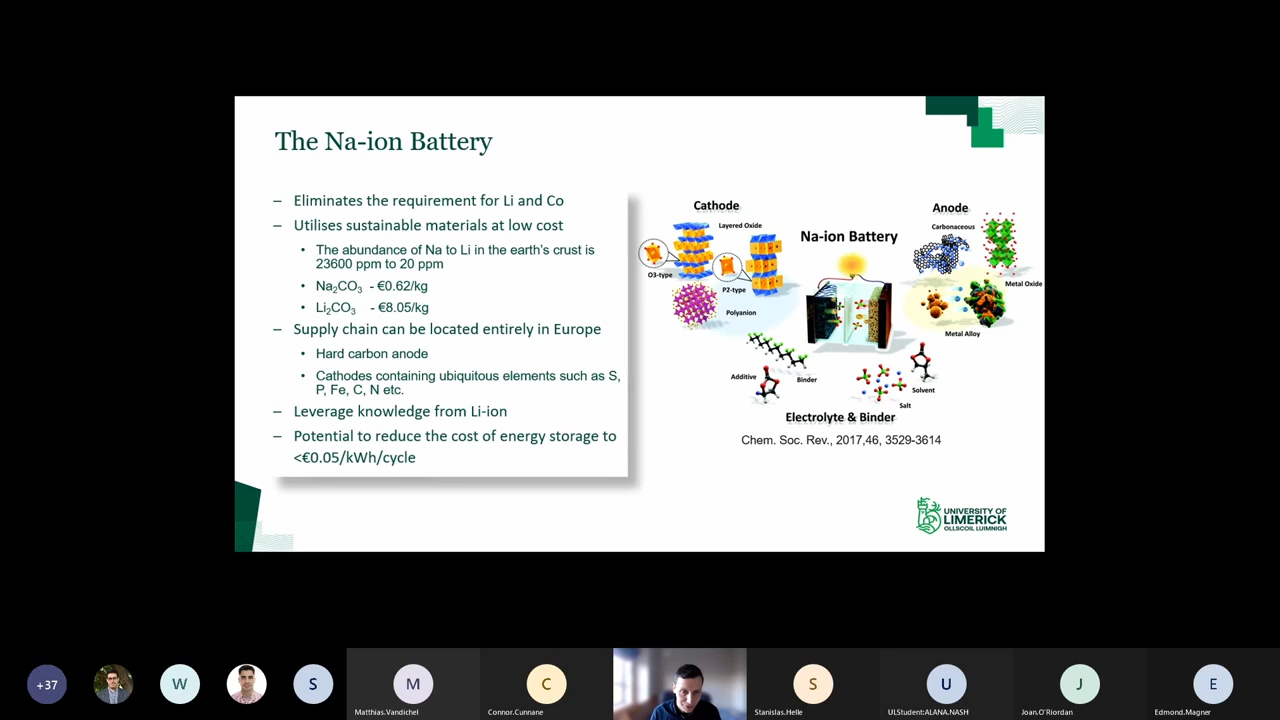 The Na-ion Battery
– Eliminates the requirement for Li and Co
– Utilises sustainable materials at low cost
• The abundance of Na to Li in the earth's crust is
23600 ppm to 20 ppm
• Na₂CO₃ - €0.62/kg
• Li₂CO₃ - €8.05/kg
– Supply chain can be located entirely in Europe
• Hard carbon anode
• Cathodes containing ubiquitous elements such as S,
P, Fe, C, N etc.
– Leverage knowledge from Li-ion
– Potential to reduce the cost of energy storage to
<€0.05/kWh/cycle
Cathode
Layered Oxide
O3-type
P2-type
Polyanion
Na-ion Battery
Anode
Carbonaceous
Metal Oxide
Metal Alloy
Additive
Binder
Solvent
Salt
Electrolyte & Binder
Chem. Soc. Rev., 2017,46, 3529-3614
UNIVERSITY OF
LIMERICK
OLLSCOIL LUIMNIGH
+37
W
S
M
C
S
U
J
E
Matthias.Vandichel
Connor.Cunnane
Stanislas.Helle
ULStudent:ALANA.NASH
Joan.O'Riordan
Edmond.Magner